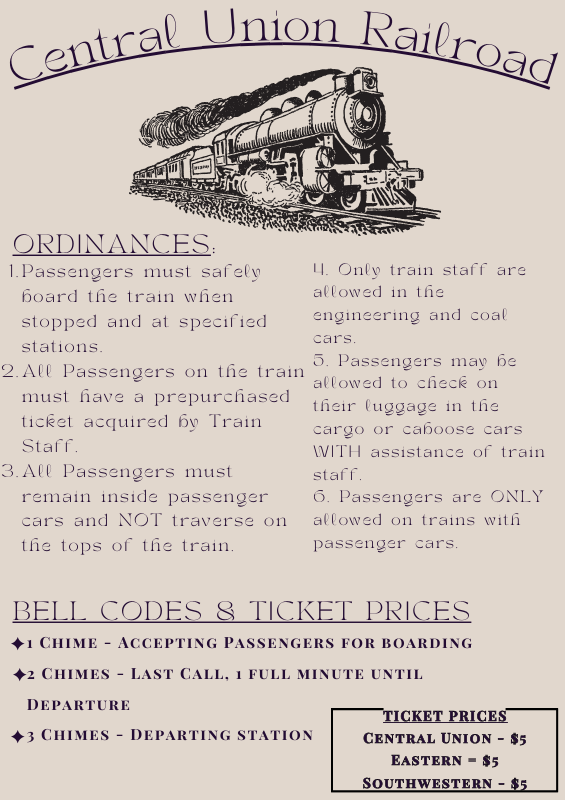 Central Union Railroad
ORDINANCES:
1. Passengers must safely
board the train when
stopped and at specified
stations.
2. All Passengers on the train
must have a prepurchased
ticket acquired by Train
Staff.
3. All Passengers must
remain inside passenger
cars and NOT traverse on
the tops of the train.
4. Only train staff are
allowed in the
engineering and coal
cars.
5. Passengers may be
allowed to check on
their luggage in the
cargo or caboose cars
WITH assistance of train
staff.
6. Passengers are ONLY
allowed on trains with
passenger cars.
BELL CODES & TICKET PRICES
✦1 Chime - Accepting Passengers for boarding
✦2 Chimes - Last Call, 1 full minute until
Departure
✦3 Chimes - Departing station
TICKET PRICES
Central Union - $5
Eastern = $5
Southwestern - $5